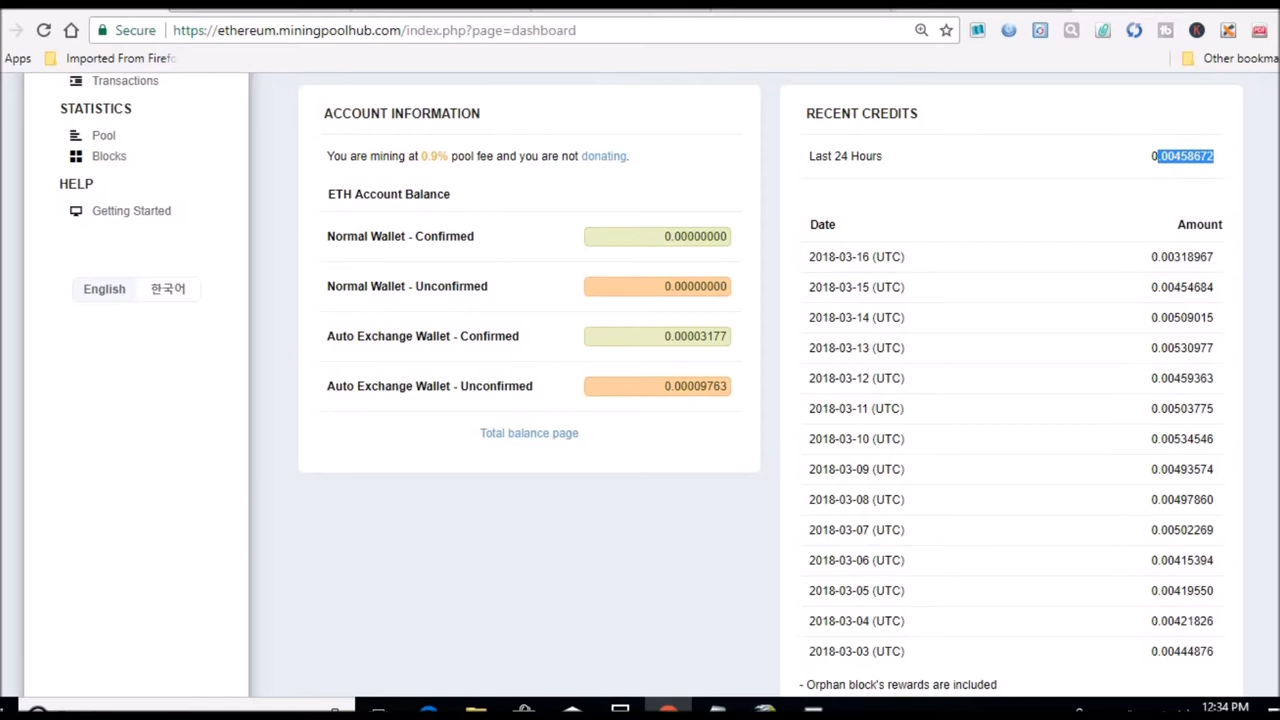 Secure https://ethereum.miningpoolhub.com/index.php?page=dashboard
Apps Imported From Firefo Other bookma
Transactions
STATISTICS
Pool
Blocks
HELP
Getting Started
English 한국어
ACCOUNT INFORMATION
You are mining at 0.9% pool fee and you are not donating.
ETH Account Balance
Normal Wallet - Confirmed 0.00000000
Normal Wallet - Unconfirmed 0.00000000
Auto Exchange Wallet - Confirmed 0.00003177
Auto Exchange Wallet - Unconfirmed 0.00009763
Total balance page
RECENT CREDITS
Last 24 Hours 0.00458672
Date Amount
2018-03-16 (UTC) 0.00318967
2018-03-15 (UTC) 0.00454684
2018-03-14 (UTC) 0.00509015
2018-03-13 (UTC) 0.00530977
2018-03-12 (UTC) 0.00459363
2018-03-11 (UTC) 0.00503775
2018-03-10 (UTC) 0.00534546
2018-03-09 (UTC) 0.00493574
2018-03-08 (UTC) 0.00497860
2018-03-07 (UTC) 0.00502269
2018-03-06 (UTC) 0.00415394
2018-03-05 (UTC) 0.00419550
2018-03-04 (UTC) 0.00421826
2018-03-03 (UTC) 0.00444876
- Orphan block's rewards are included
12:34 PM